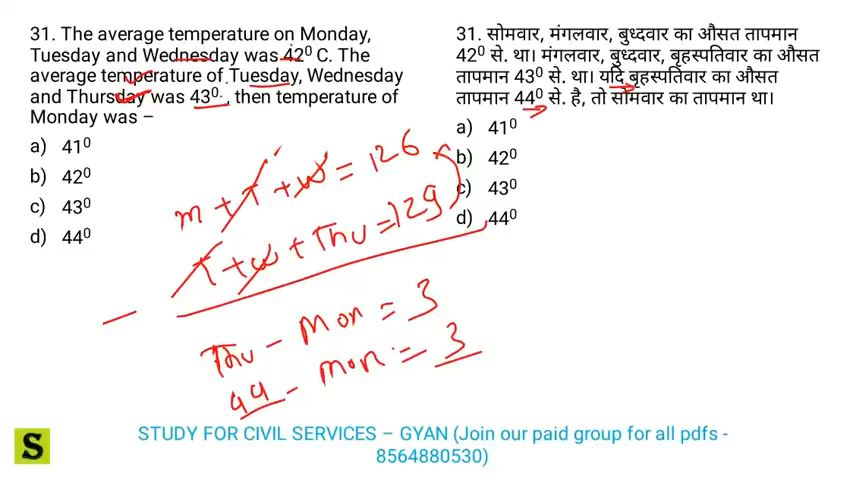 31. The average temperature on Monday,
Tuesday and Wednesday was 42⁰ C. The
average temperature of Tuesday, Wednesday
and Thursday was 43⁰. , then temperature of
Monday was –
a) 41⁰
b) 42⁰
c) 43⁰
d) 44⁰
31. सोमवार, मंगलवार, बुध्दवार का औसत तापमान
42⁰ से. था। मंगलवार, बुध्दवार, बृहस्पतिवार का औसत
तापमान 43⁰ से. था। यदि बृहस्पतिवार का औसत
तापमान 44⁰ से. है, तो सोमवार का तापमान था।
a) 41⁰
b) 42⁰
c) 43⁰
d) 44⁰
m + T + w = 126
T + w + Thu = 129
Thu – mon = 3
44 – mon = 3
S
STUDY FOR CIVIL SERVICES – GYAN (Join our paid group for all pdfs -
8564880530)